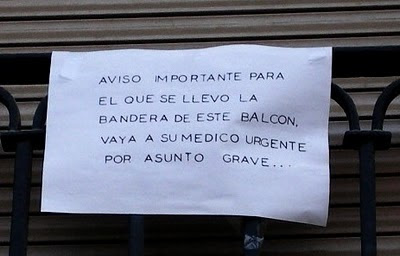 AVISO IMPORTANTE PARA
EL QUE SE LLEVO LA
BANDERA DE ESTE BALCON,
VAYA A SU MEDICO URGENTE
POR ASUNTO GRAVE...